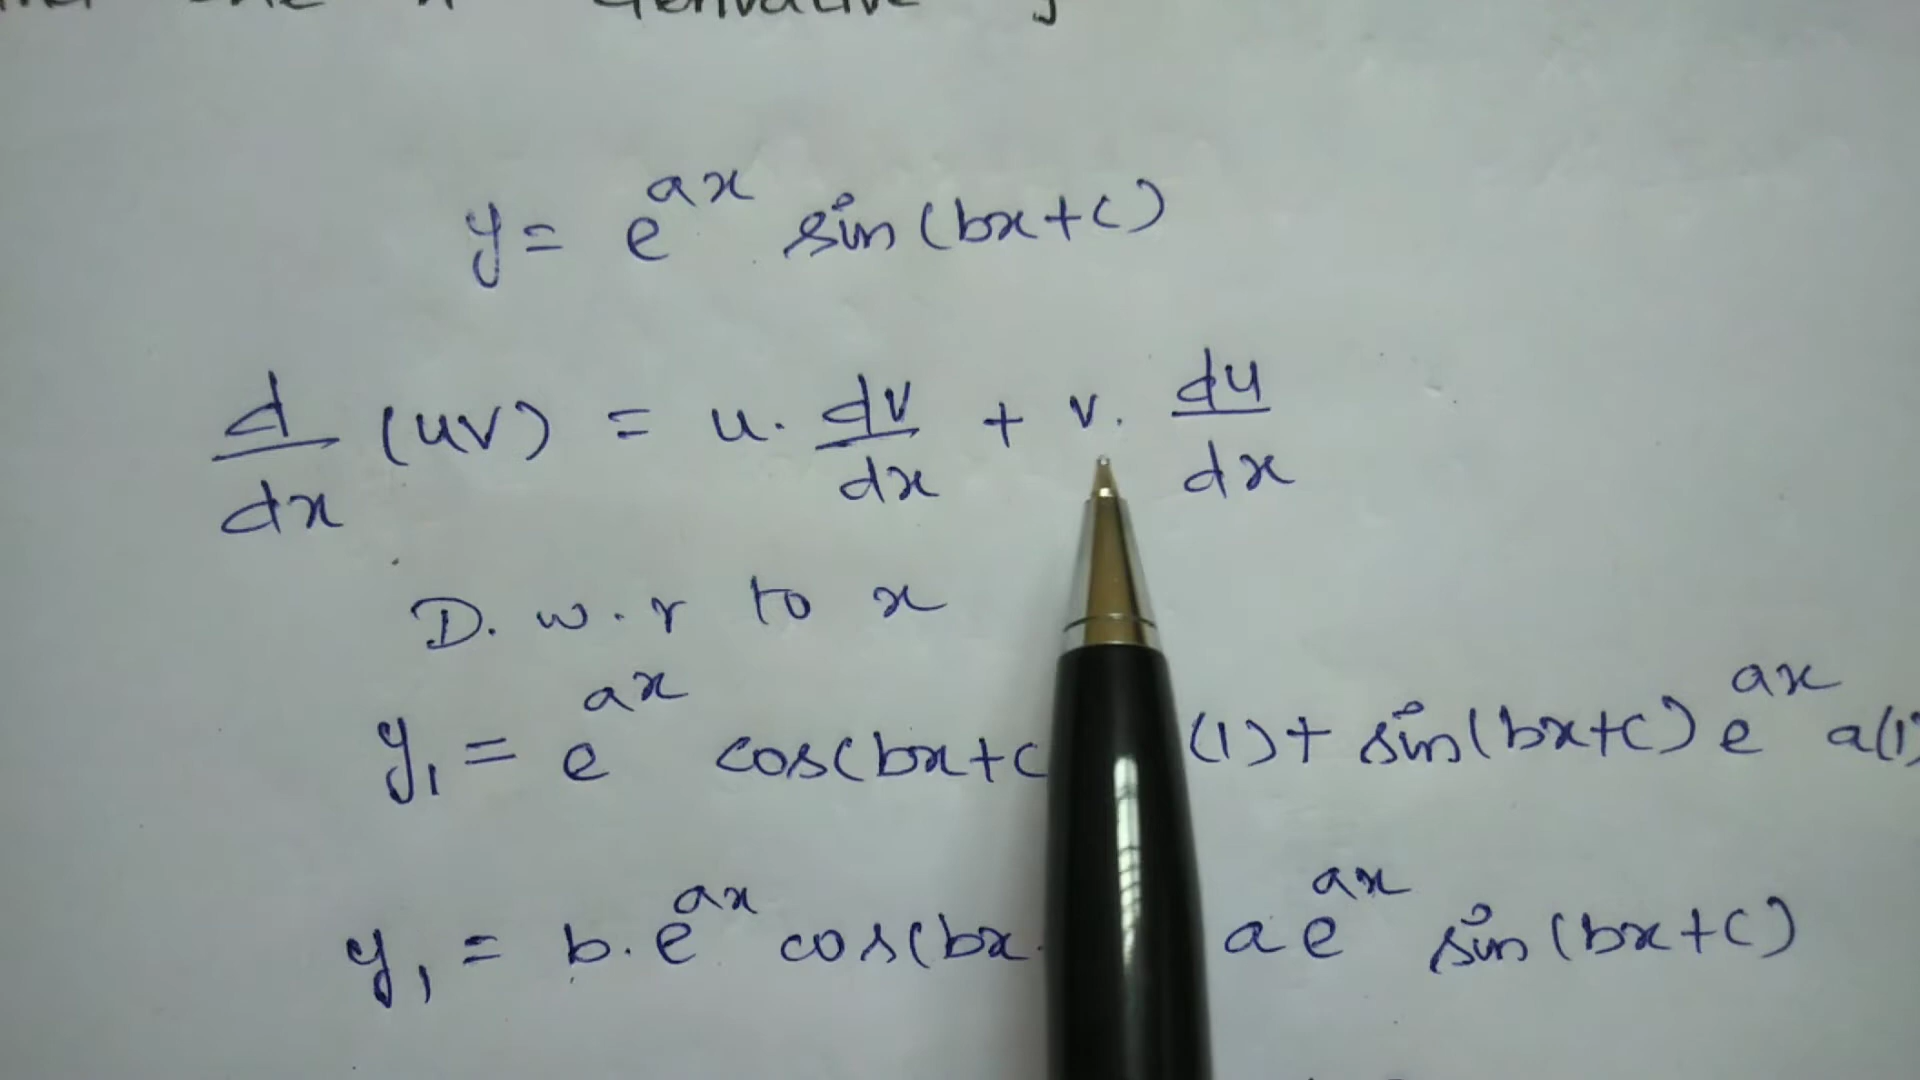 derivative
y = e^{ax} sin(bx+c)
d/dx (uv) = u. dv/dx + v. du/dx
D. w.r to x
y₁ = e^{ax} cos(bx+c (1)+ sin(bx+c) e^{ax} a(1)
y₁ = b. e^{ax} cos(bx a e^{ax} sin(bx+c)